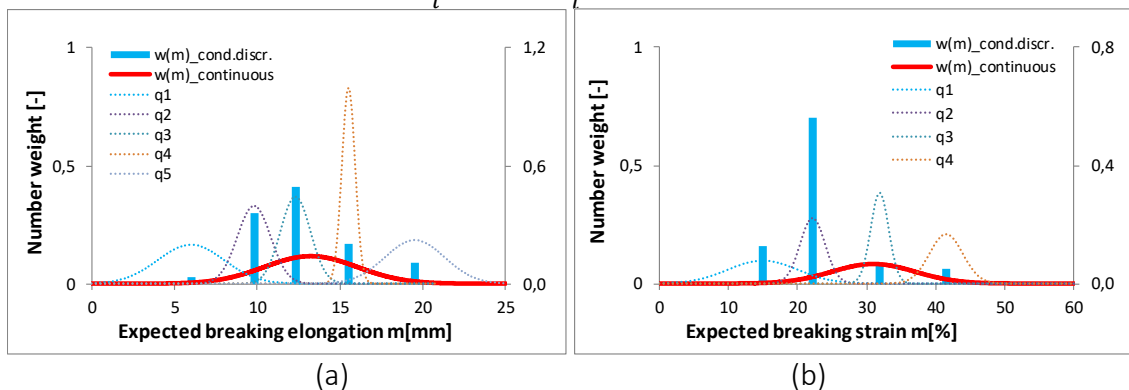 t
1
1,2
w(m)_cond.discr.
w(m)_continuous
q1
q2
q3
q4
q5
0,5
0,6
0
0,0
0 5 10 15 20 25
Number weight [-]
Expected breaking elongation m[mm]
(a)
1
0,8
w(m)_cond.discr.
w(m)_continuous
q1
q2
q3
q4
0,5
0,4
0
0,0
0 10 20 30 40 50 60
Number weight [-]
Expected breaking strain m[%]
(b)